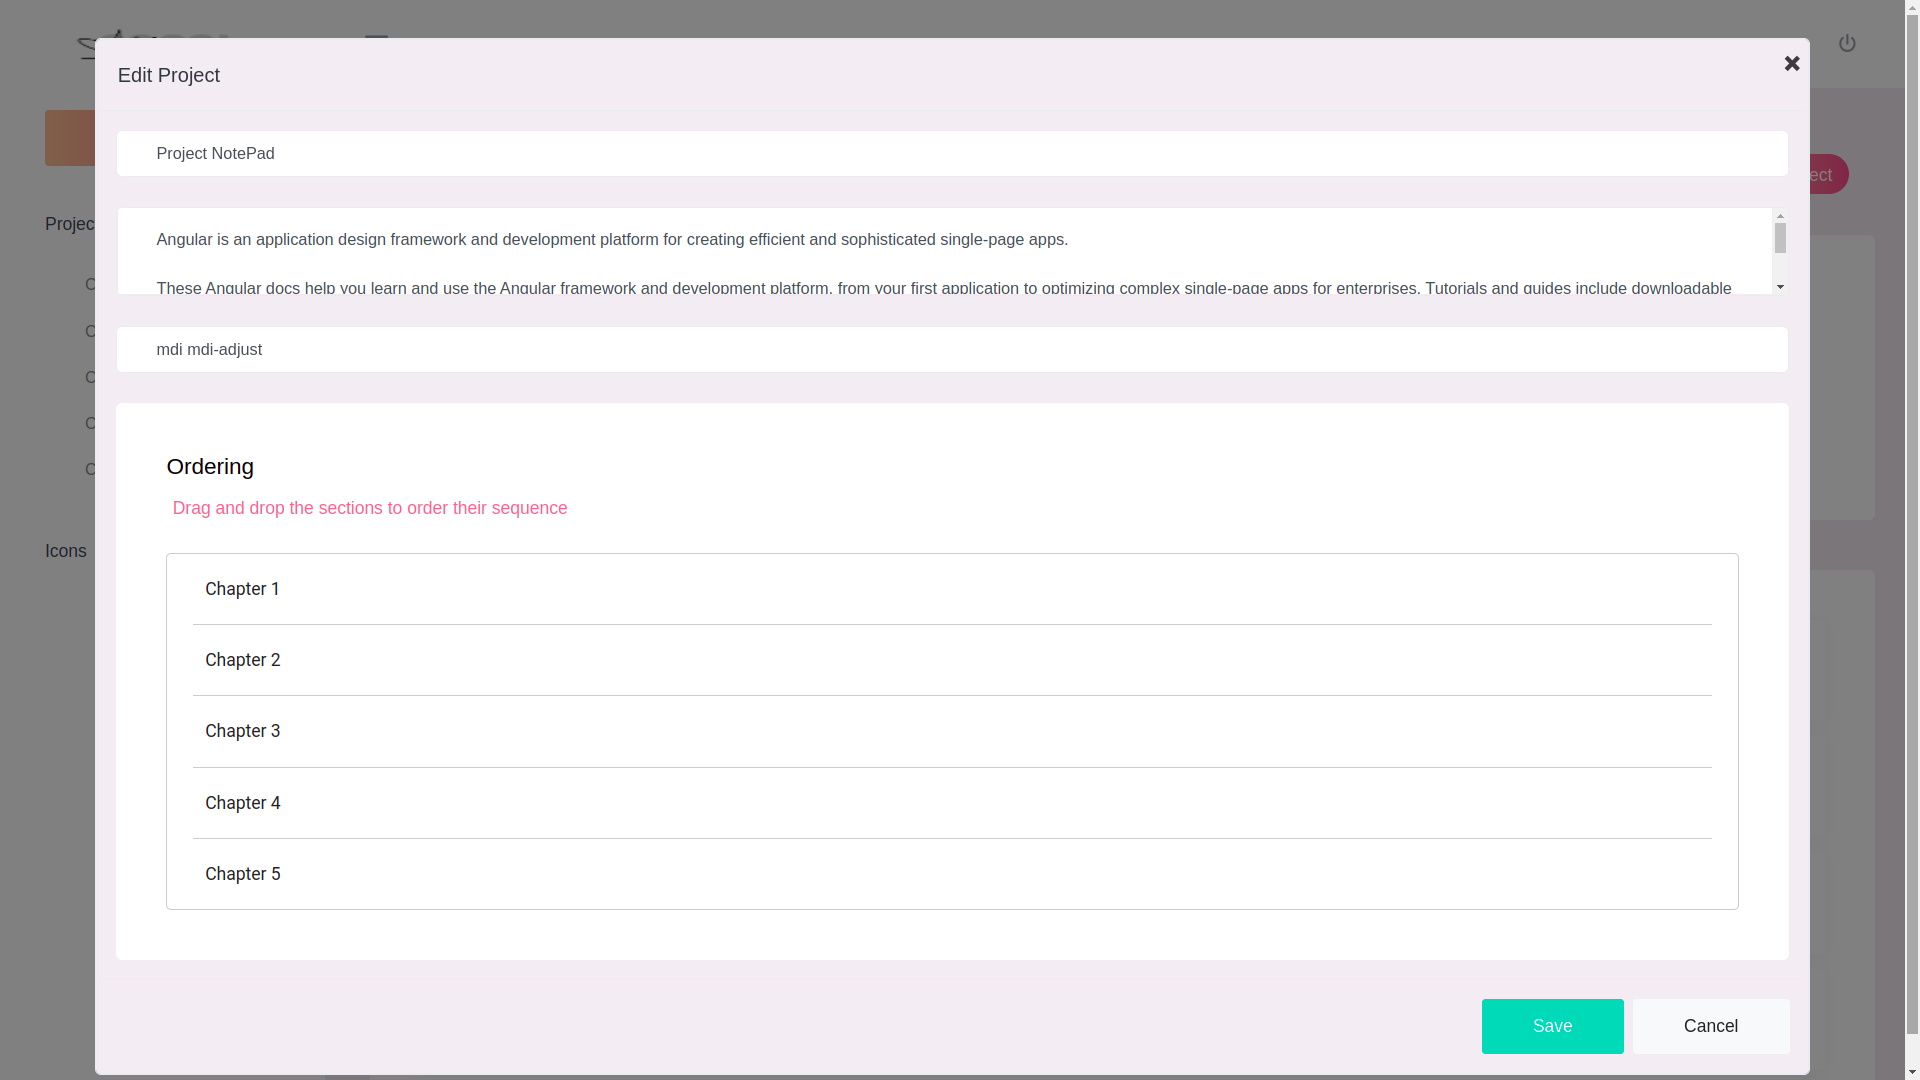 Edit Project
Project NotePad
Angular is an application design framework and development platform for creating efficient and sophisticated single-page apps.
These Angular docs help you learn and use the Angular framework and development platform, from your first application to optimizing complex single-page apps for enterprises. Tutorials and guides include downloadable
mdi mdi-adjust
Ordering
Drag and drop the sections to order their sequence
Chapter 1
Chapter 2
Chapter 3
Chapter 4
Chapter 5
Save
Cancel
Icons